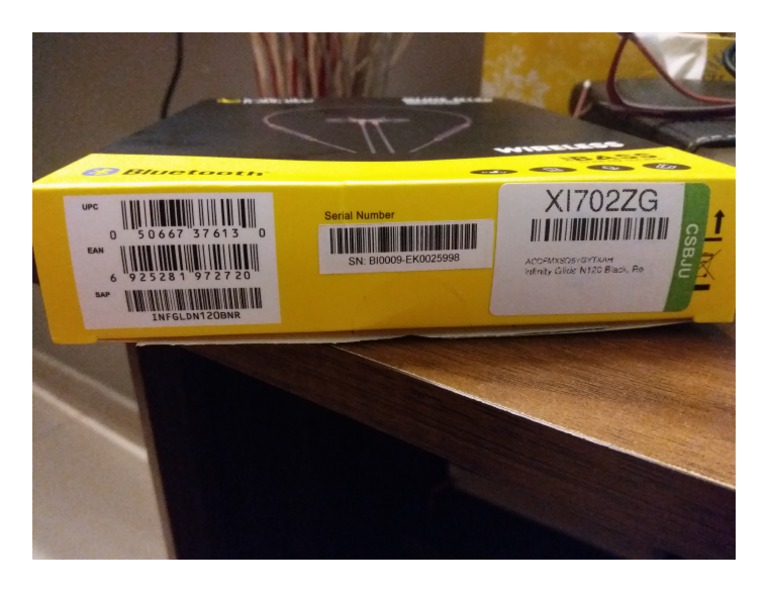 WIRELESS
BASS
Bluetooth
UPC
0 50667 37613 0
EAN
6 925281 972720
SAP
INFGLDN120BNR
Serial Number
SN: BI0009-EK0025998
XI702ZG
Infinity Glide N120 Black, Re
CSBJU